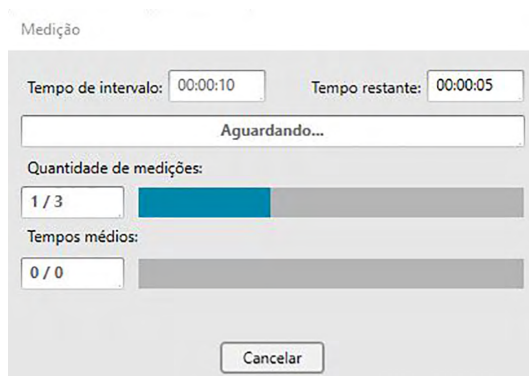 Medição
Tempo de intervalo: 00:00:10 Tempo restante: 00:00:05
Aguardando...
Quantidade de medições:
1 / 3
Tempos médios:
0 / 0
Cancelar